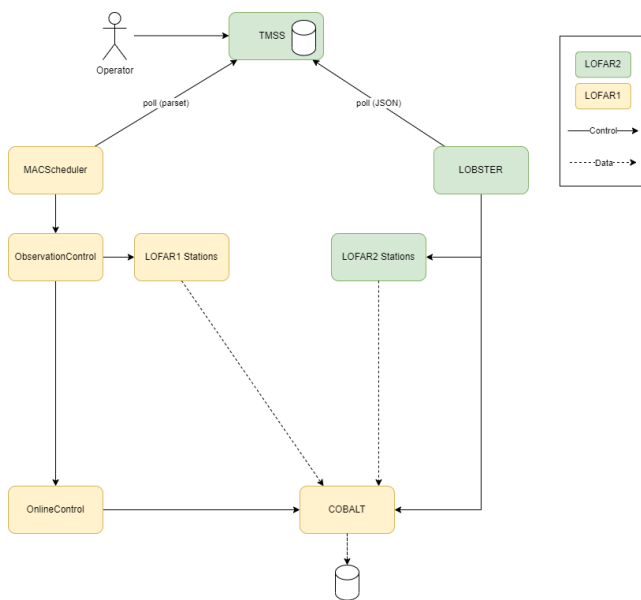 TMSS
Operator
LOFAR2
LOFAR1
Control
Data
poll (parset)
poll (JSON)
MACScheduler
LOBSTER
ObservationControl
LOFAR1 Stations
LOFAR2 Stations
OnlineControl
COBALT